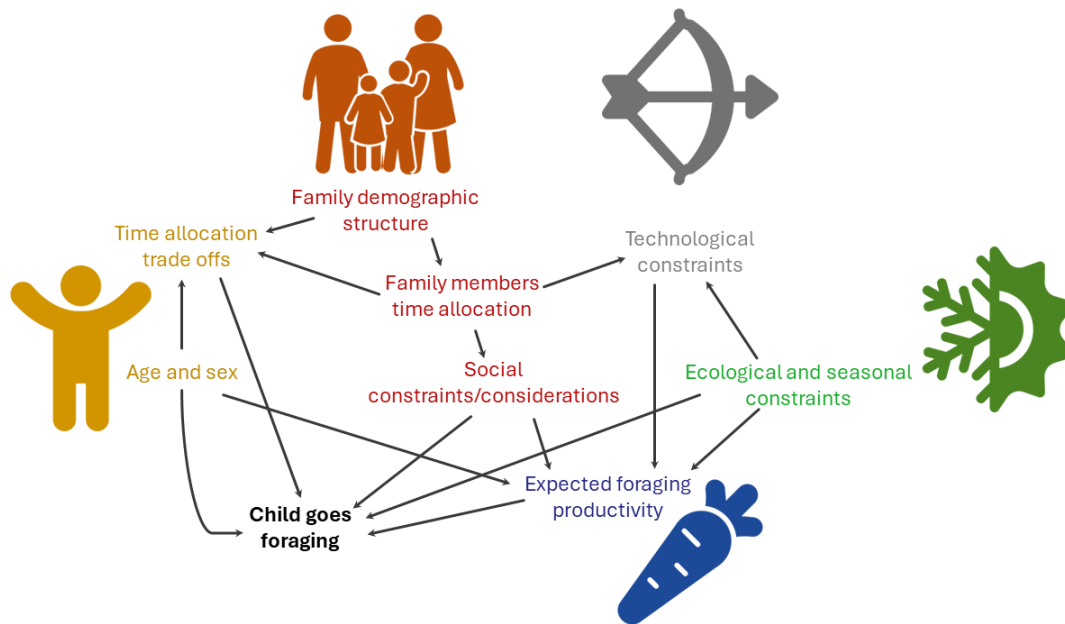 Family demographic
structure
Time allocation
trade offs
Technological
constraints
Family members
time allocation
Age and sex
Social
constraints/considerations
Ecological and seasonal
constraints
Expected foraging
productivity
Child goes
foraging